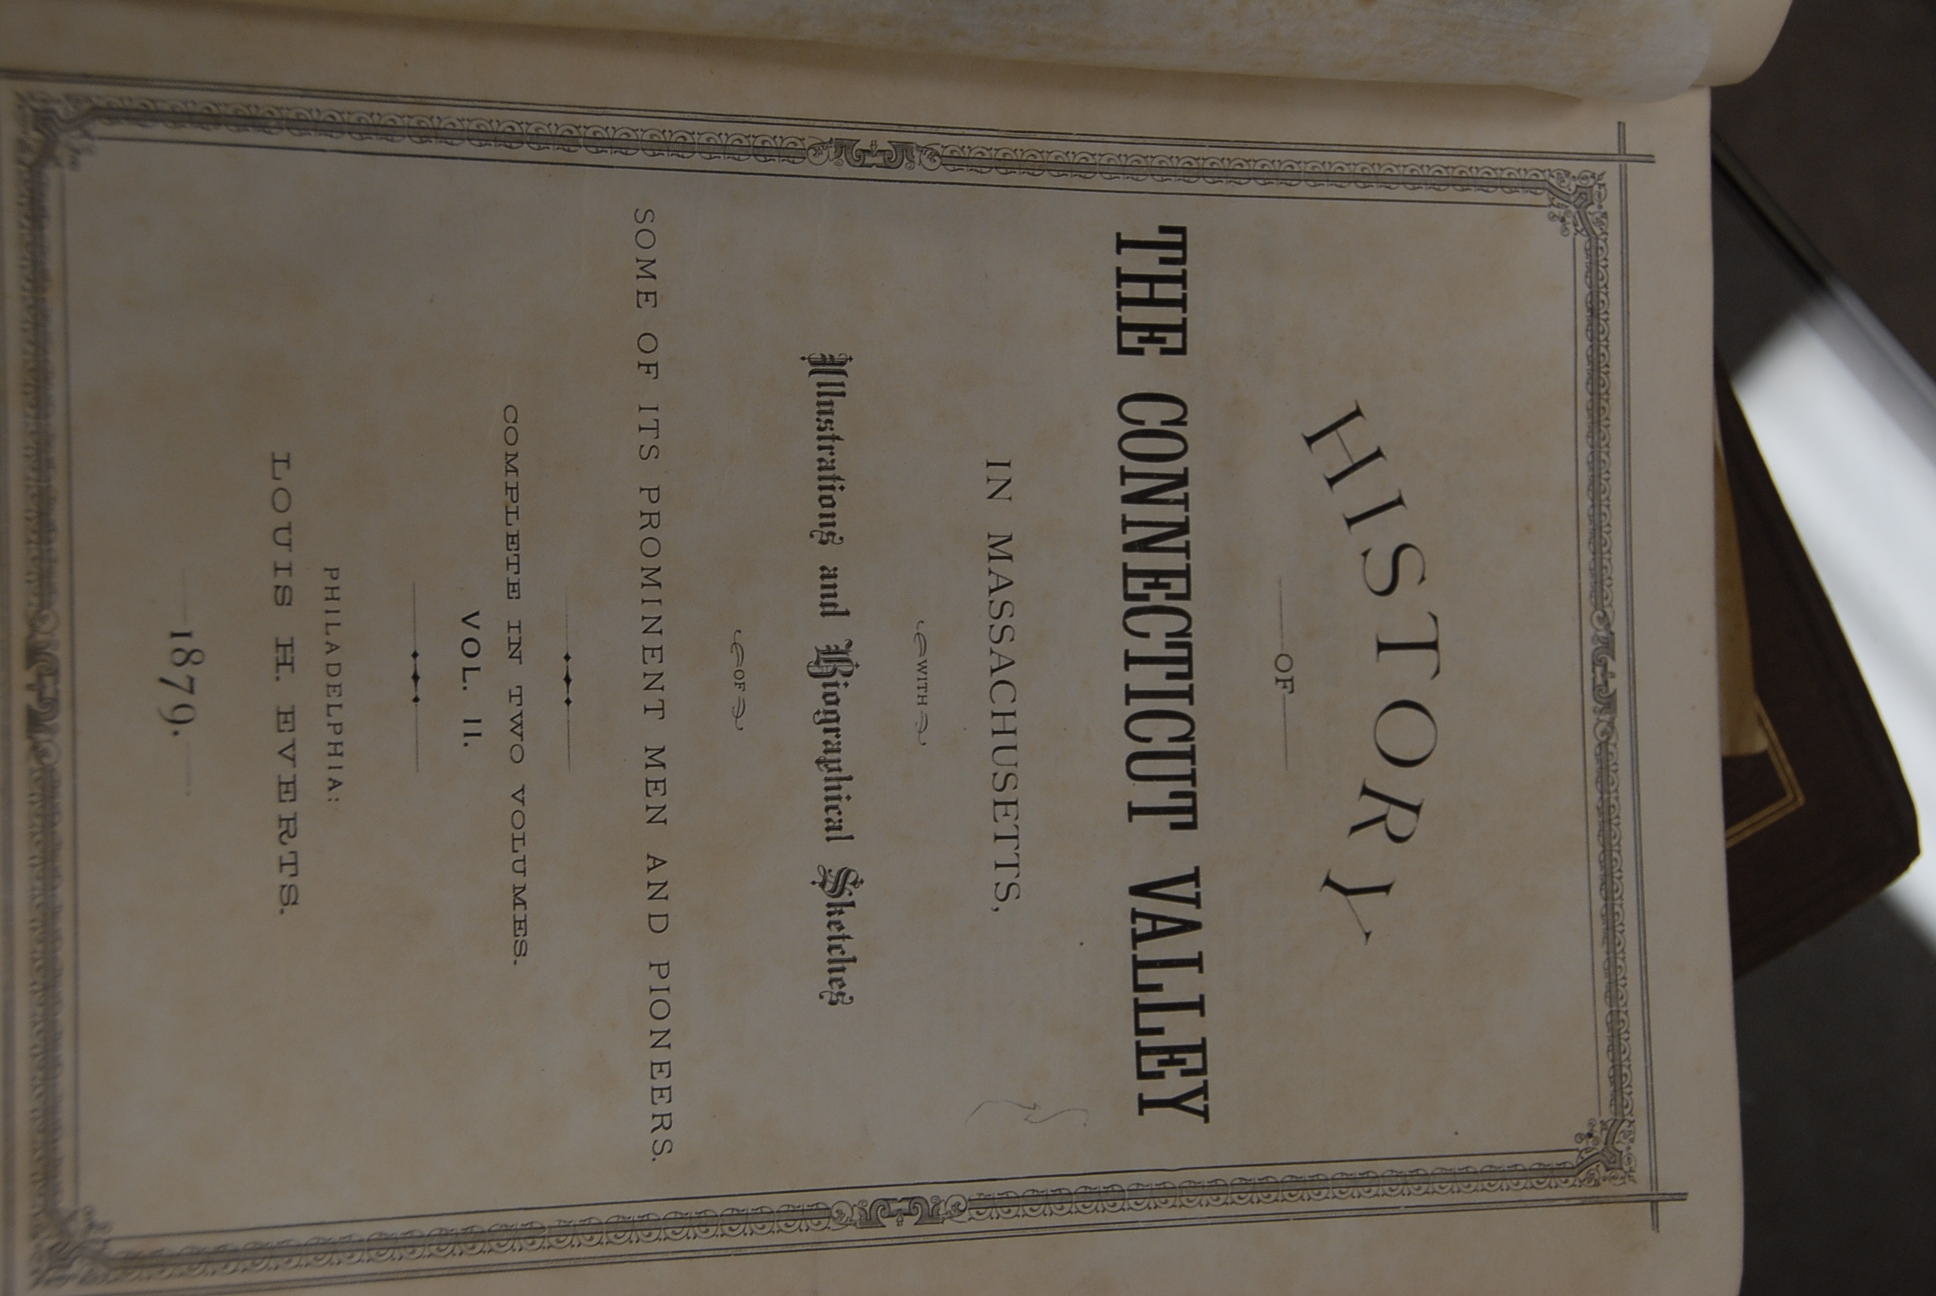 HISTORY
OF
THE CONNECTICUT VALLEY
IN MASSACHUSETTS,
WITH
Illustrations and Biographical Sketches
OF
SOME OF ITS PROMINENT MEN AND PIONEERS.
COMPLETE IN TWO VOLUMES.
VOL. II.
PHILADELPHIA:
LOUIS H. EVERTS.
1879.